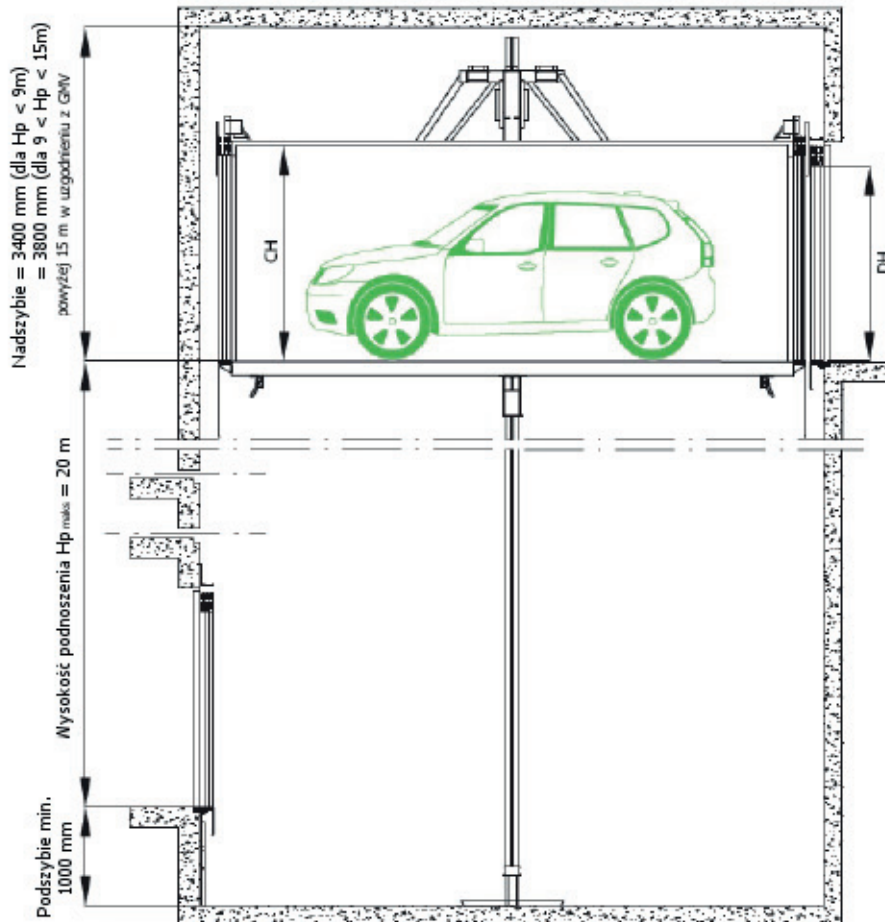 Nadszybie = 3400 mm (dla Hp < 9m)
= 3800 mm (dla 9 < Hp < 15m)
powyżej 15 m w uzgodnieniu z GMV
CH
DH
Wysokość podnoszenia Hp maks = 20 m
Podszybie min.
1000 mm